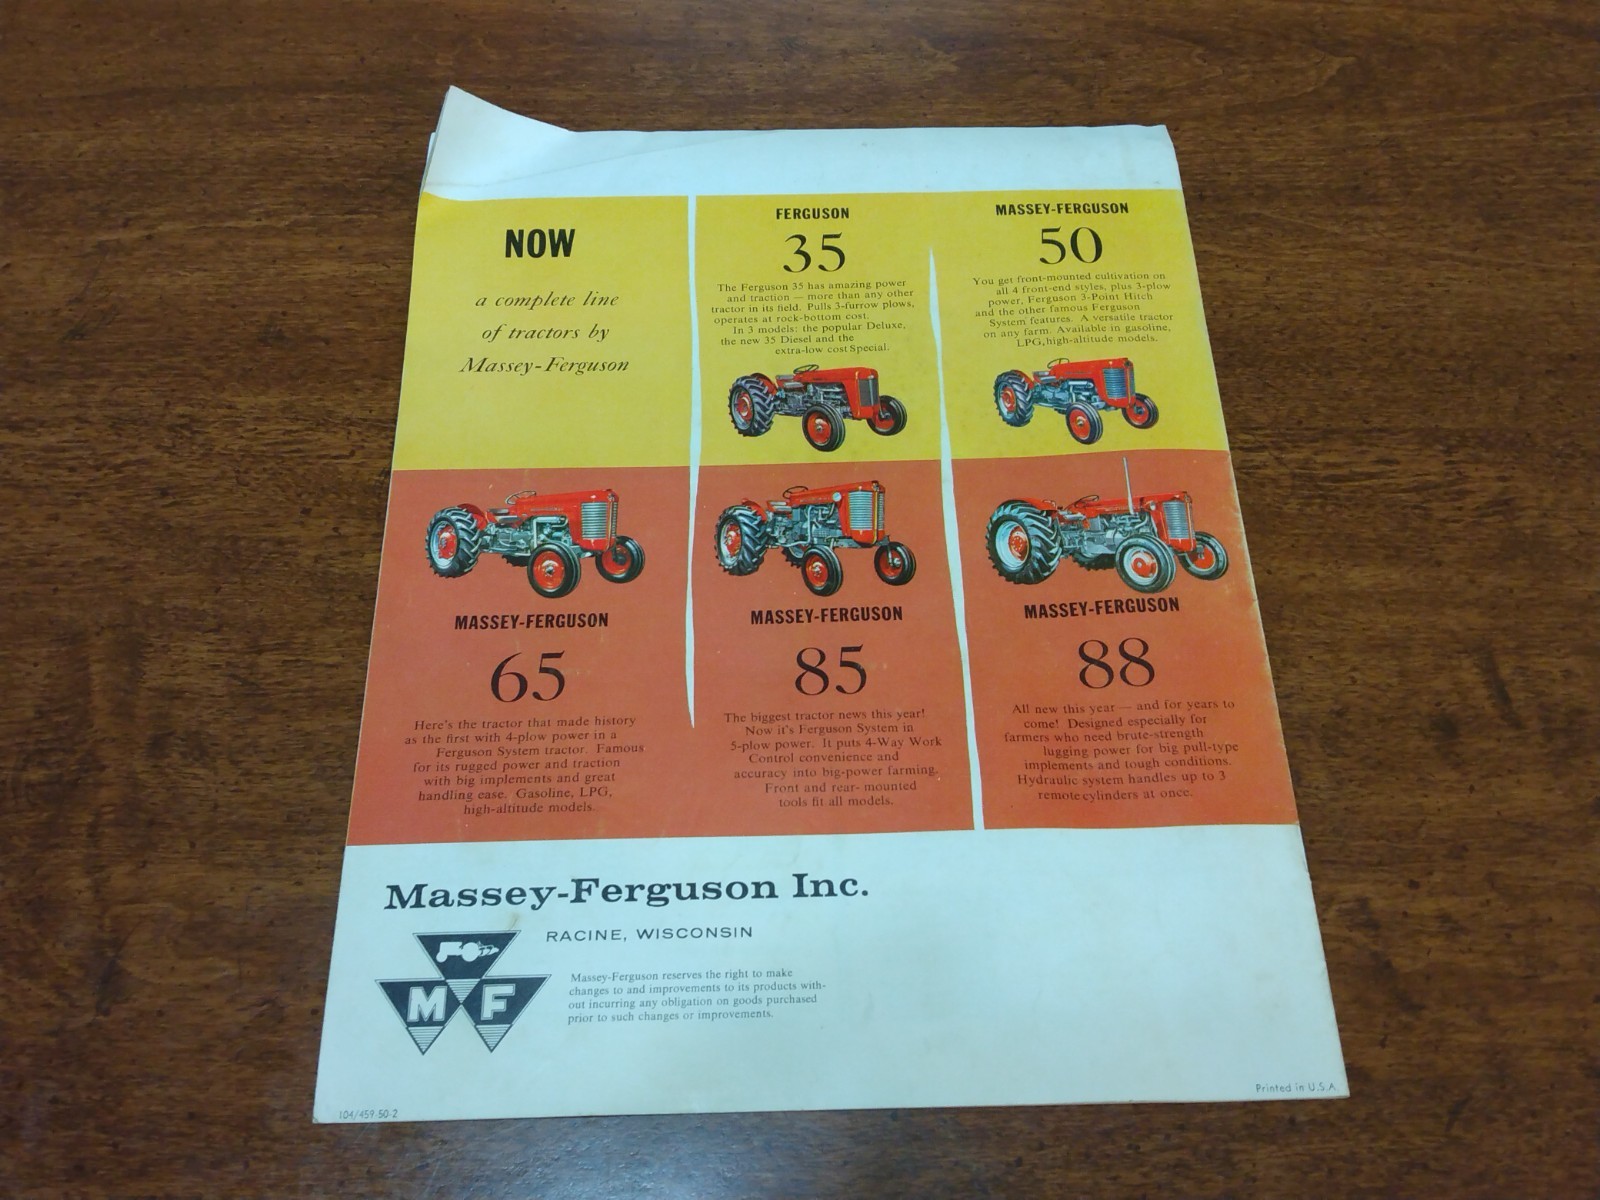 NOW
a complete line
of tractors by
Massey-Ferguson
FERGUSON
35
The Ferguson 35 has amazing power
and traction — more than any other
tractor in its field. Pulls 3-furrow plows,
operates at rock-bottom cost.
In 3 models: the popular Deluxe,
the new 35 Diesel and the
extra-low cost Special.
MASSEY-FERGUSON
50
You get front-mounted cultivation on
all 4 front-end styles, plus 3-plow
power, Ferguson 3-Point Hitch
and the other famous Ferguson
System features. A versatile tractor
on any farm. Available in gasoline,
LPG, high-altitude models.
MASSEY-FERGUSON
65
Here's the tractor that made history
as the first with 4-plow power in a
Ferguson System tractor. Famous
for its rugged power and traction
with big implements and great
handling ease. Gasoline, LPG,
high-altitude models.
MASSEY-FERGUSON
85
The biggest tractor news this year!
Now it's Ferguson System in
5-plow power. It puts 4-Way Work
Control convenience and
accuracy into big-power farming.
Front and rear-mounted
tools fit all models.
MASSEY-FERGUSON
88
All new this year — and for years to
come! Designed especially for
farmers who need brute-strength
lugging power for big pull-type
implements and tough conditions.
Hydraulic system handles up to 3
remote cylinders at once.
Massey-Ferguson Inc.
RACINE, WISCONSIN
MF
Massey-Ferguson reserves the right to make
changes to and improvements to its products with-
out incurring any obligation on goods purchased
prior to such changes or improvements.
104/459-50-2
Printed in U.S.A.